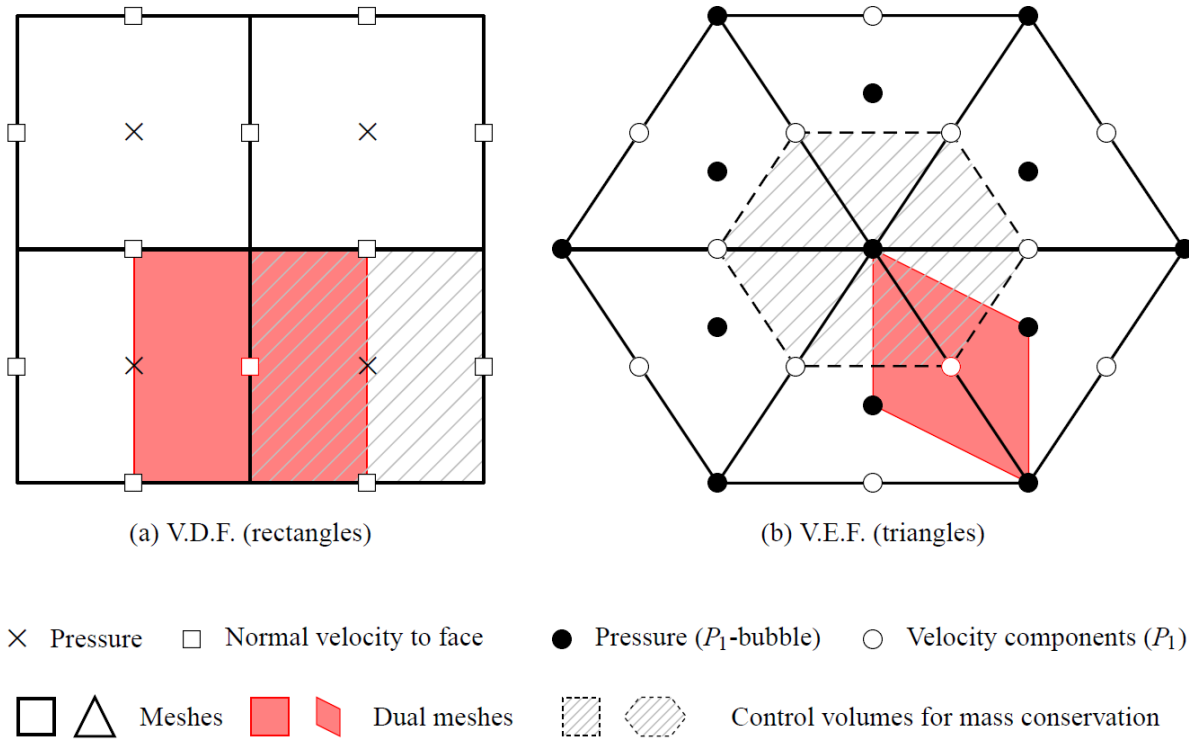 (a) V.D.F. (rectangles)
(b) V.E.F. (triangles)
Pressure
Normal velocity to face
Pressure (P1-bubble)
Velocity components (P1)
Meshes
Dual meshes
Control volumes for mass conservation